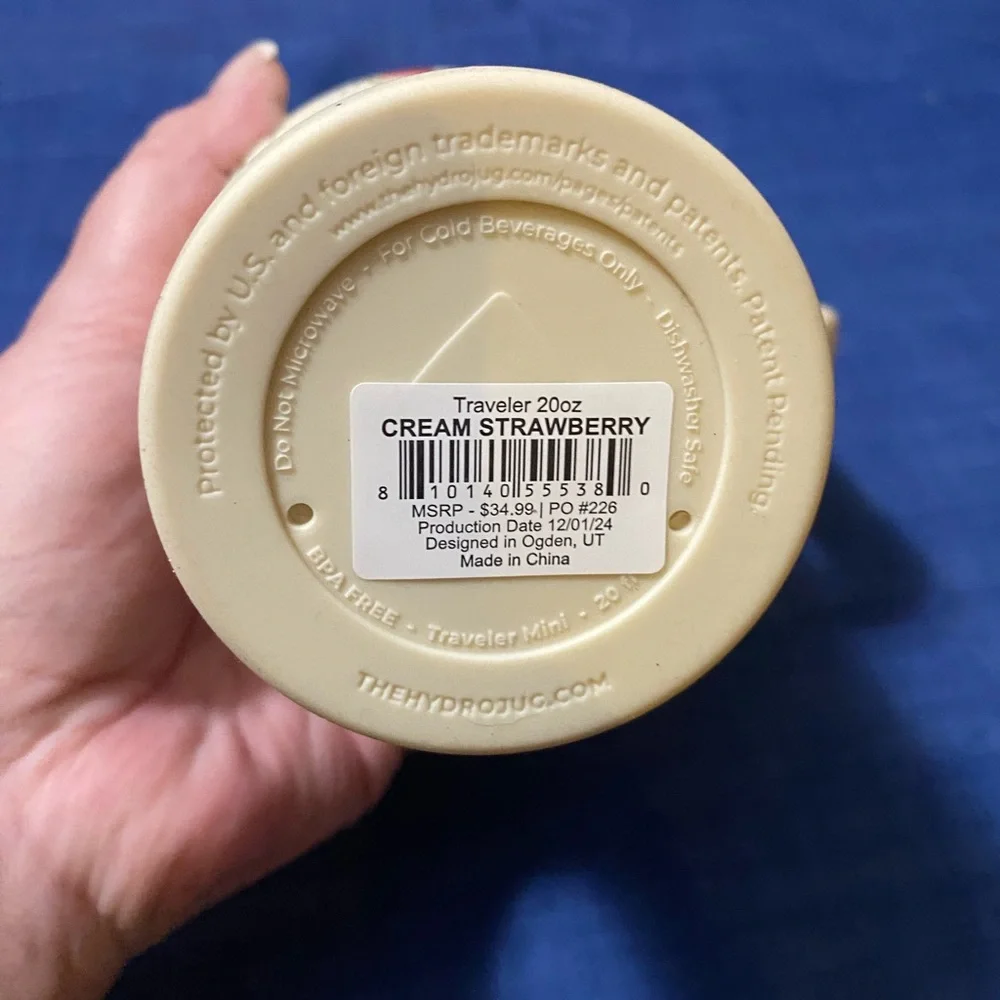 Protected by U.S. and foreign trademarks and patents. Patent Pending.
www.thehydrojug.com/pages/patents
Do Not Microwave - For Cold Beverages Only - Dishwasher Safe
Traveler 20oz
CREAM STRAWBERRY
8 10140 55538 0
MSRP - $34.99 | PO #226
Production Date 12/01/24
Designed in Ogden, UT
Made in China
BPA FREE - Traveler Mini - 20
THEHYDROJUG.COM